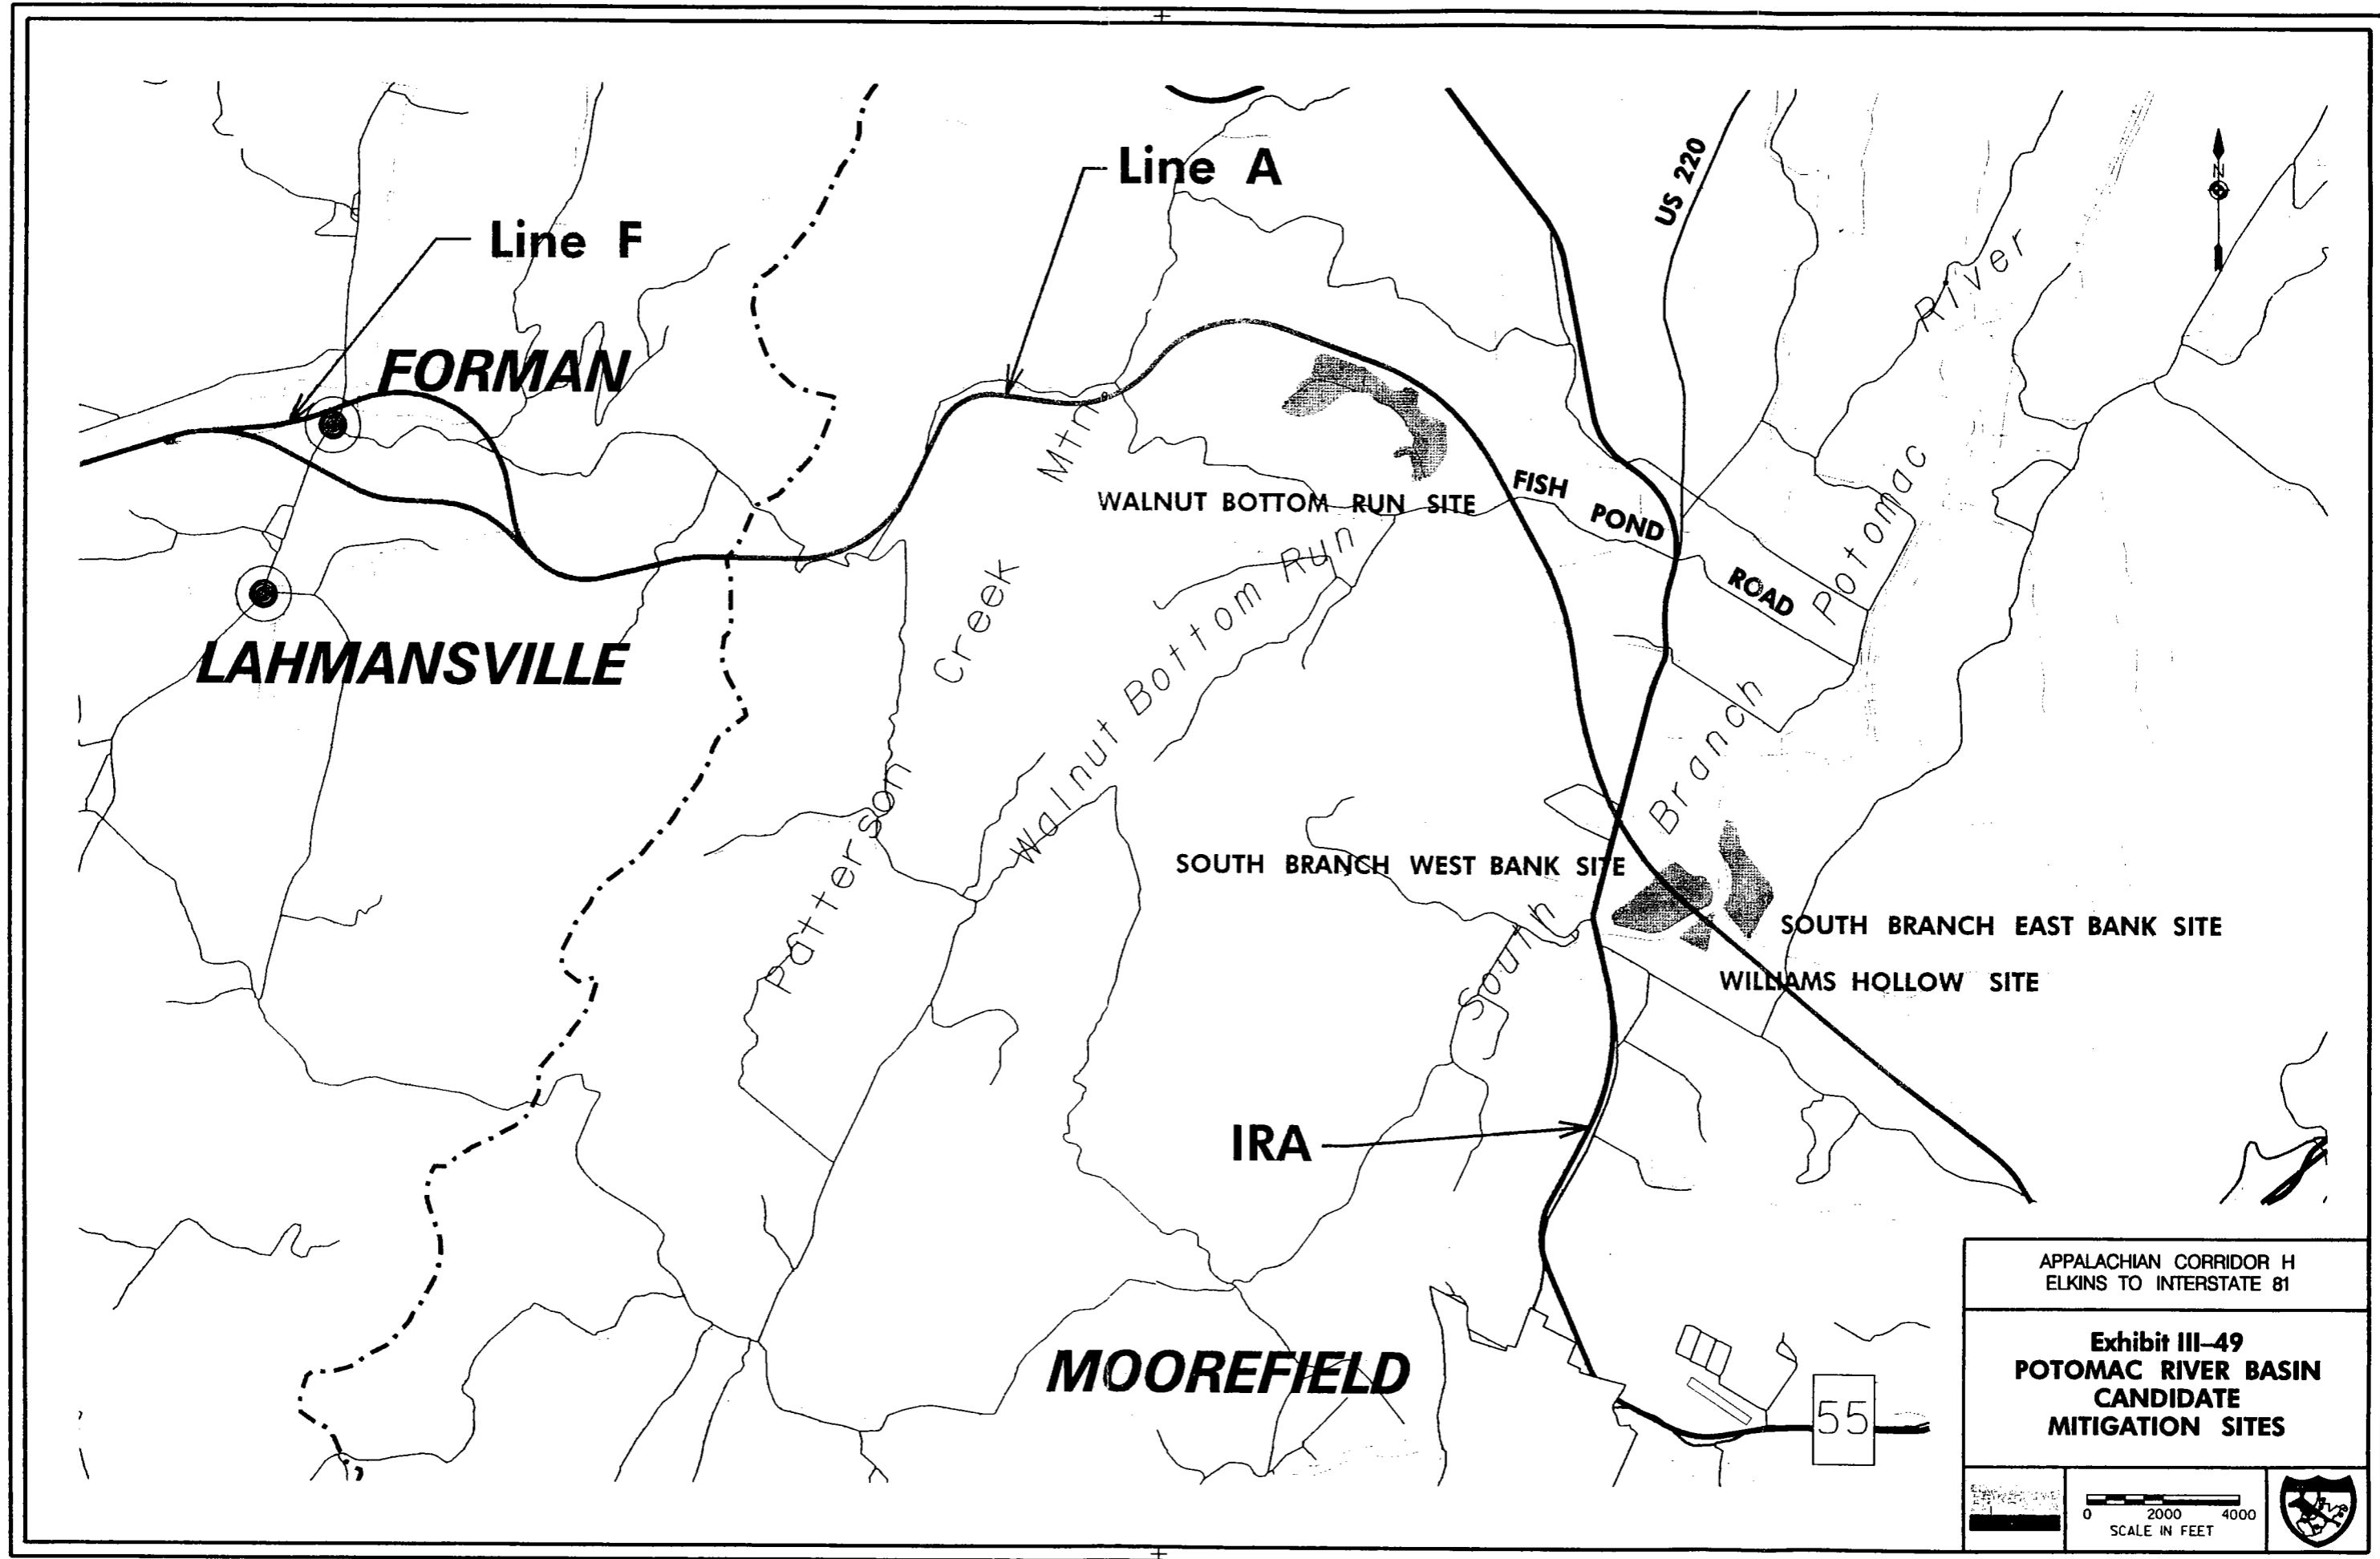 Line A
US 220
N
River
Line F
FORMAN
Patterson Creek Mtn
WALNUT BOTTOM RUN SITE
FISH POND ROAD
Walnut Bottom Run
LAHMANSVILLE
South Branch Potomac
SOUTH BRANCH WEST BANK SITE
SOUTH BRANCH EAST BANK SITE
WILLIAMS HOLLOW SITE
IRA
MOOREFIELD
55
APPALACHIAN CORRIDOR H
ELKINS TO INTERSTATE 81
Exhibit III-49
POTOMAC RIVER BASIN
CANDIDATE
MITIGATION SITES
0 2000 4000
SCALE IN FEET